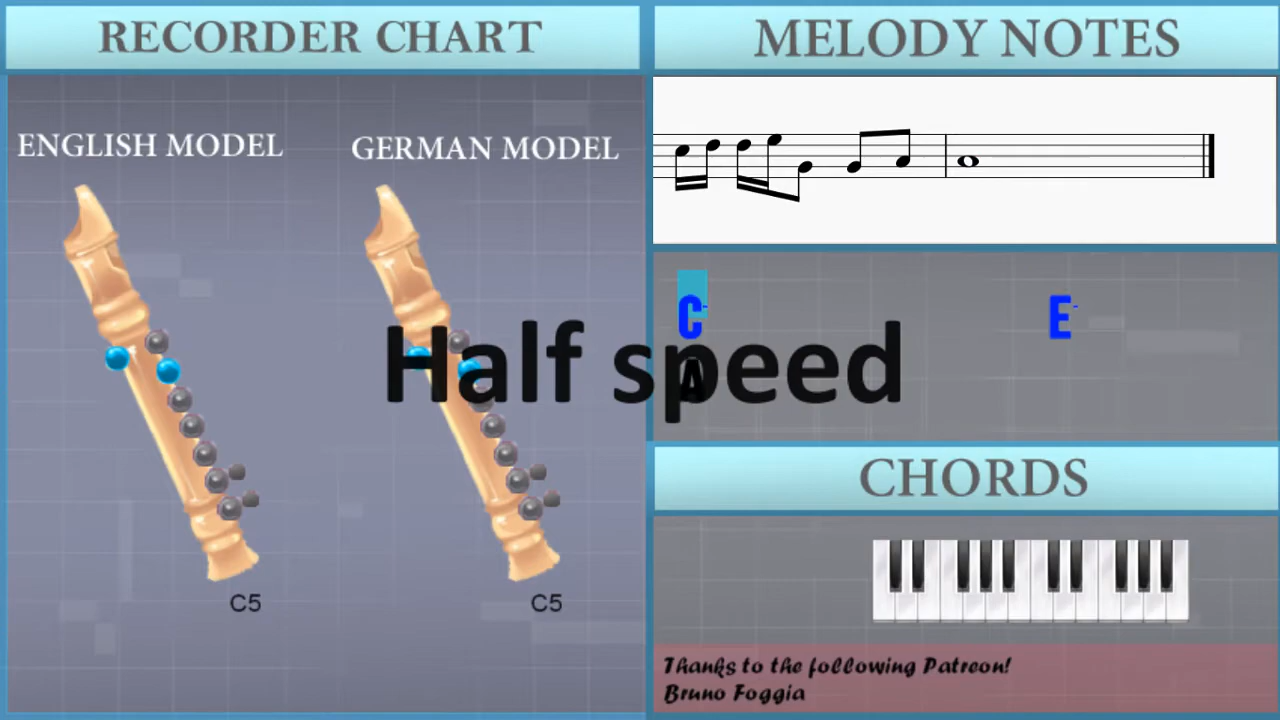 RECORDER CHART
MELODY NOTES
ENGLISH MODEL
GERMAN MODEL
C-
E-
Half speed
A
CHORDS
C5
C5
Thanks to the following Patreon!
Bruno Foggia